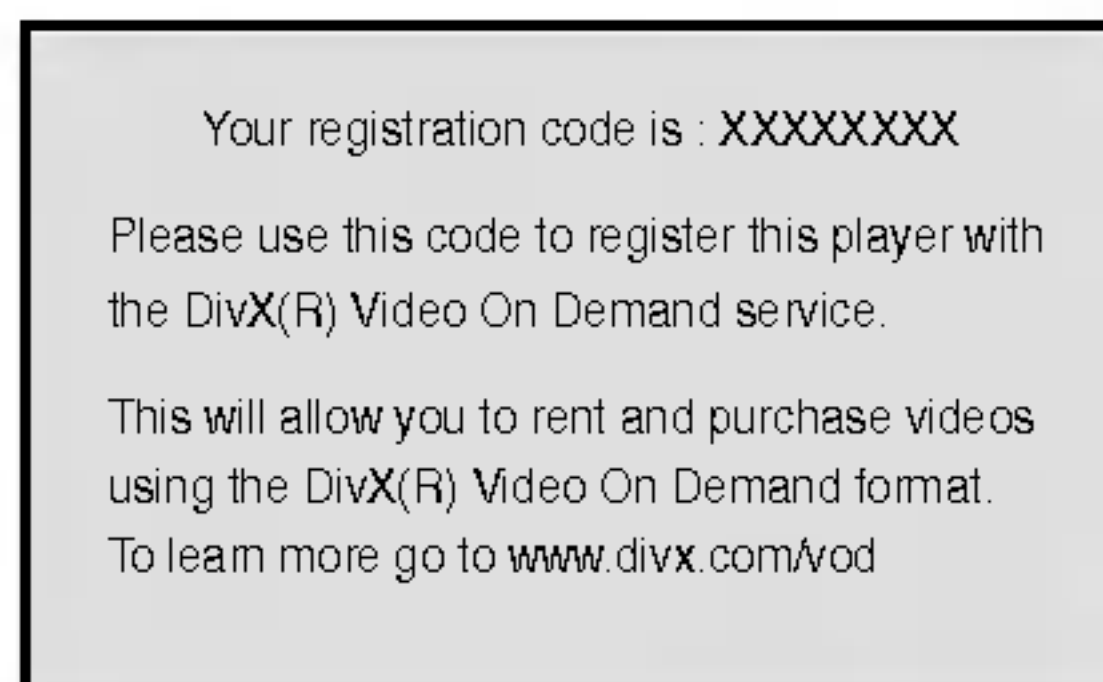 Your registration code is : XXXXXXXX
Please use this code to register this player with
the DivX(R) Video On Demand service.
This will allow you to rent and purchase videos
using the DivX(R) Video On Demand format.
To learn more go to www.divx.com/vod